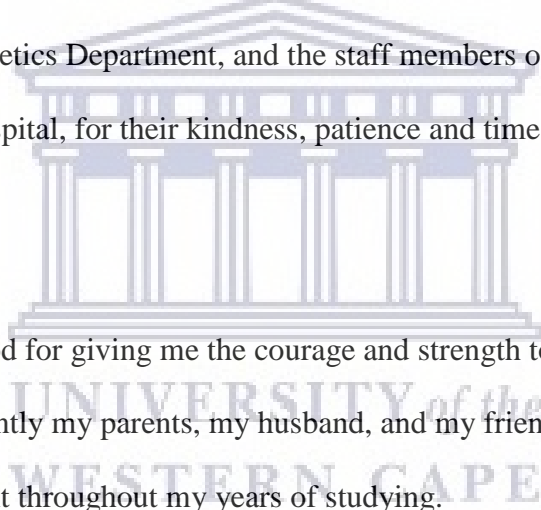 etics Department, and the staff members o
spital, for their kindness, patience and time
d for giving me the courage and strength to
UNIVERSITY of the
ntly my parents, my husband, and my frien
WESTERN CAPE
t throughout my years of studying.